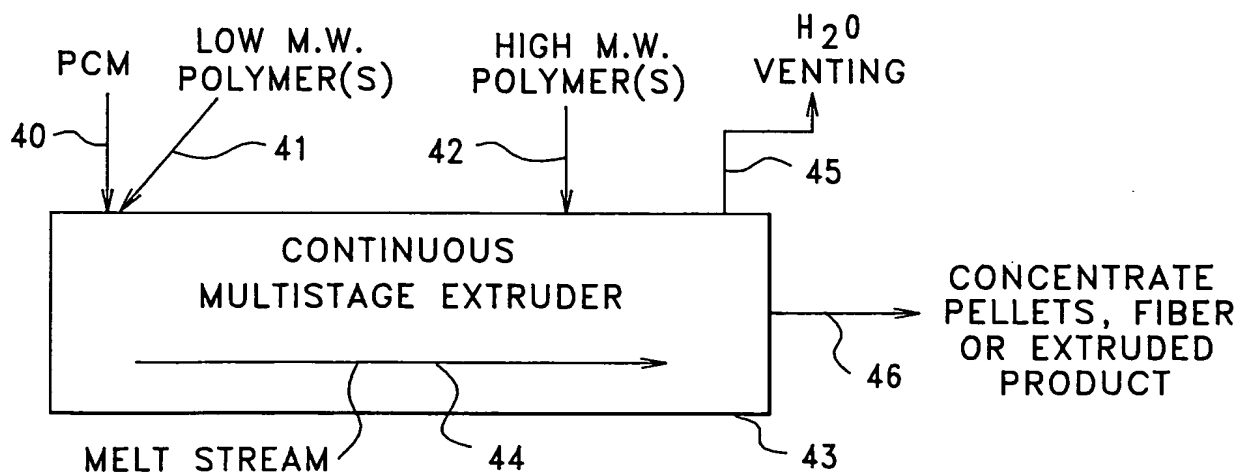 PCM
LOW M.W.
POLYMER(S)
HIGH M.W.
POLYMER(S)
H2O
VENTING
40
41
42
45
CONTINUOUS
MULTISTAGE EXTRUDER
CONCENTRATE
PELLETS, FIBER
OR EXTRUDED
PRODUCT
46
MELT STREAM
44
43